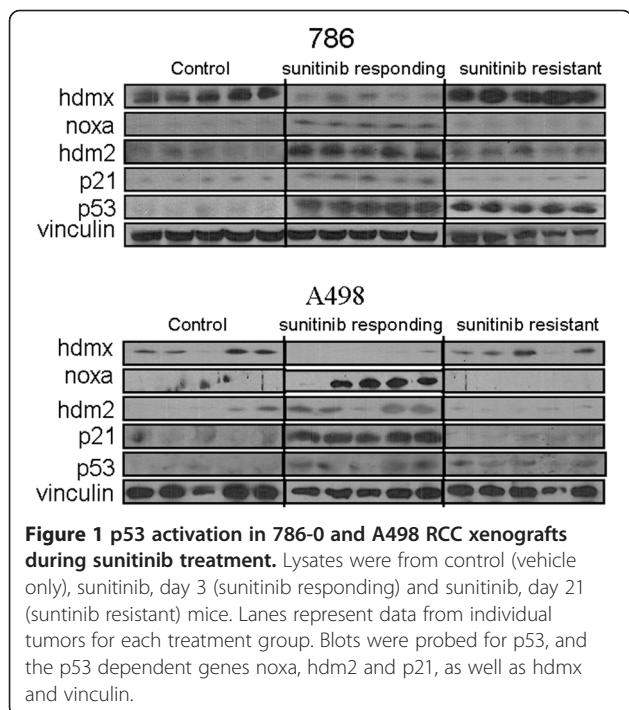 786
Control sunitinib responding sunitinib resistant
hdmx
noxa
hdm2
p21
p53
vinculin
A498
Control sunitinib responding sunitinib resistant
hdmx
noxa
hdm2
p21
p53
vinculin
Figure 1 p53 activation in 786-0 and A498 RCC xenografts
during sunitinib treatment. Lysates were from control (vehicle
only), sunitinib, day 3 (sunitinib responding) and sunitinib, day 21
(suntinib resistant) mice. Lanes represent data from individual
tumors for each treatment group. Blots were probed for p53, and
the p53 dependent genes noxa, hdm2 and p21, as well as hdmx
and vinculin.